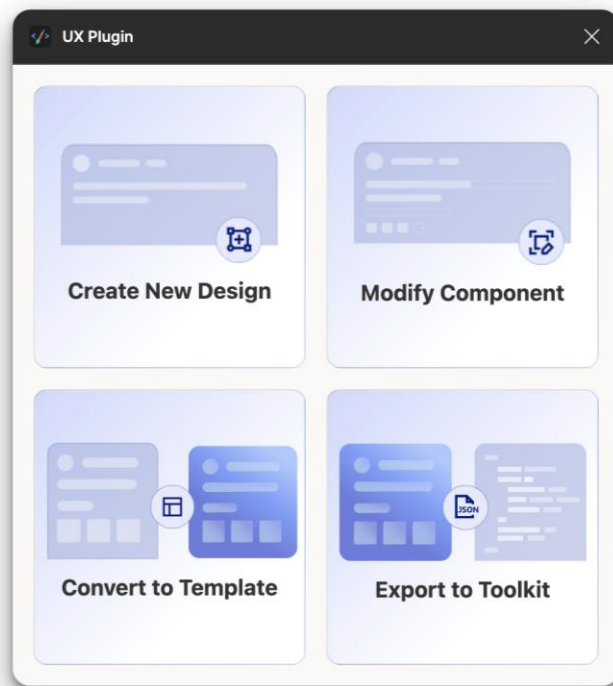 UX Plugin
Create New Design
Modify Component
Convert to Template
JSON
Export to Toolkit